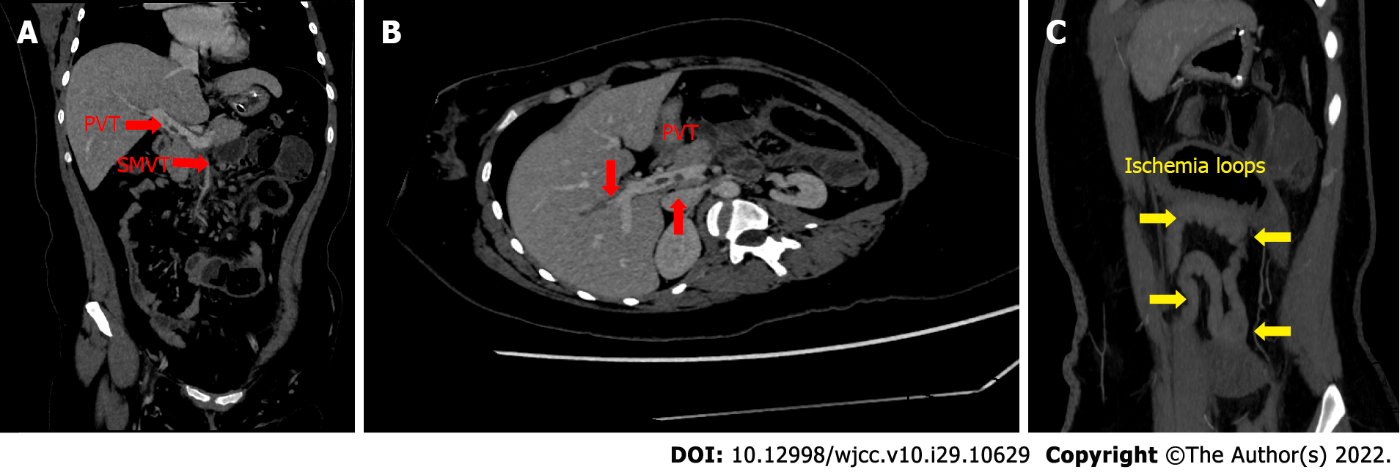 A
B
C
PVT
SMVT
PVT
Ischemia loops
DOI: 10.12998/wjcc.v10.i29.10629 Copyright ©The Author(s) 2022.